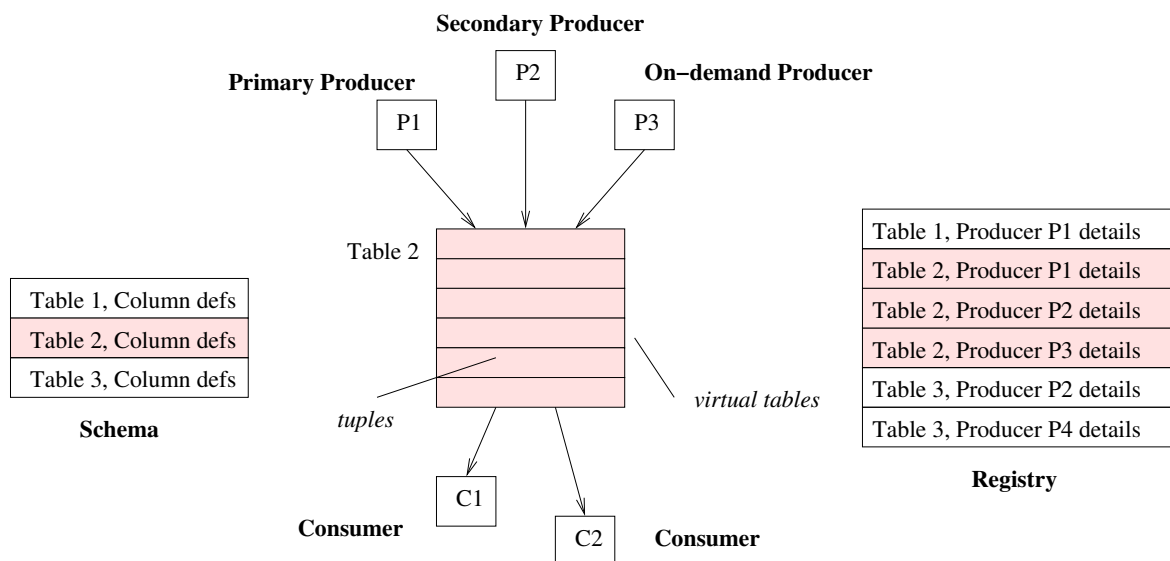 Secondary Producer
P2
Primary Producer
On−demand Producer
P1
P3
Table 2
Table 1, Column defs
Table 2, Column defs
Table 3, Column defs
Schema
tuples
virtual tables
Table 1, Producer P1 details
Table 2, Producer P1 details
Table 2, Producer P2 details
Table 2, Producer P3 details
Table 3, Producer P2 details
Table 3, Producer P4 details
Registry
C1
Consumer
C2
Consumer